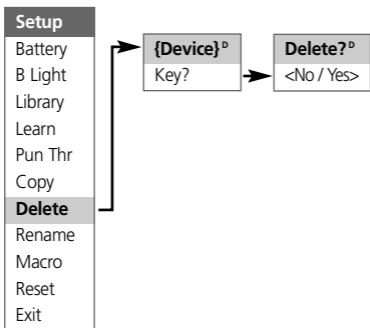 Setup
Battery
B Light
Library
Learn
Pun Thr
Copy
Delete
Rename
Macro
Reset
Exit
{Device} D
Key?
Delete? D
<No / Yes>